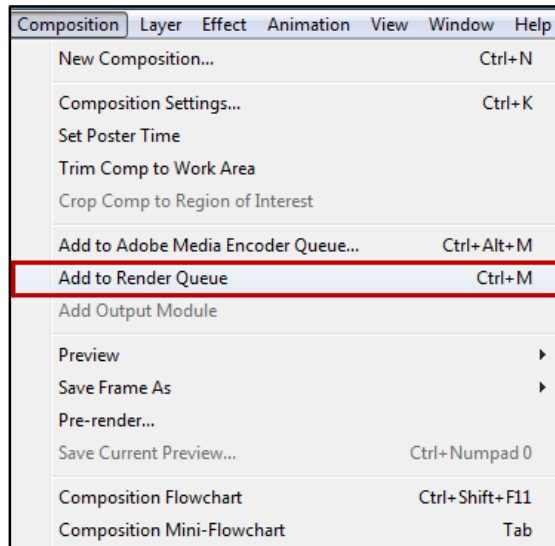 Composition Layer Effect Animation View Window Help
New Composition... Ctrl+N
Composition Settings... Ctrl+K
Set Poster Time
Trim Comp to Work Area
Crop Comp to Region of Interest
Add to Adobe Media Encoder Queue... Ctrl+Alt+M
Add to Render Queue Ctrl+M
Add Output Module
Preview
Save Frame As
Pre-render...
Save Current Preview... Ctrl+Numpad 0
Composition Flowchart Ctrl+Shift+F11
Composition Mini-Flowchart Tab